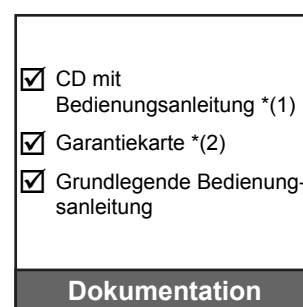 CD mit
Bedienungsanleitung *(1)
Garantiekarte *(2)
Grundlegende Bedienung-
sanleitung
Dokumentation